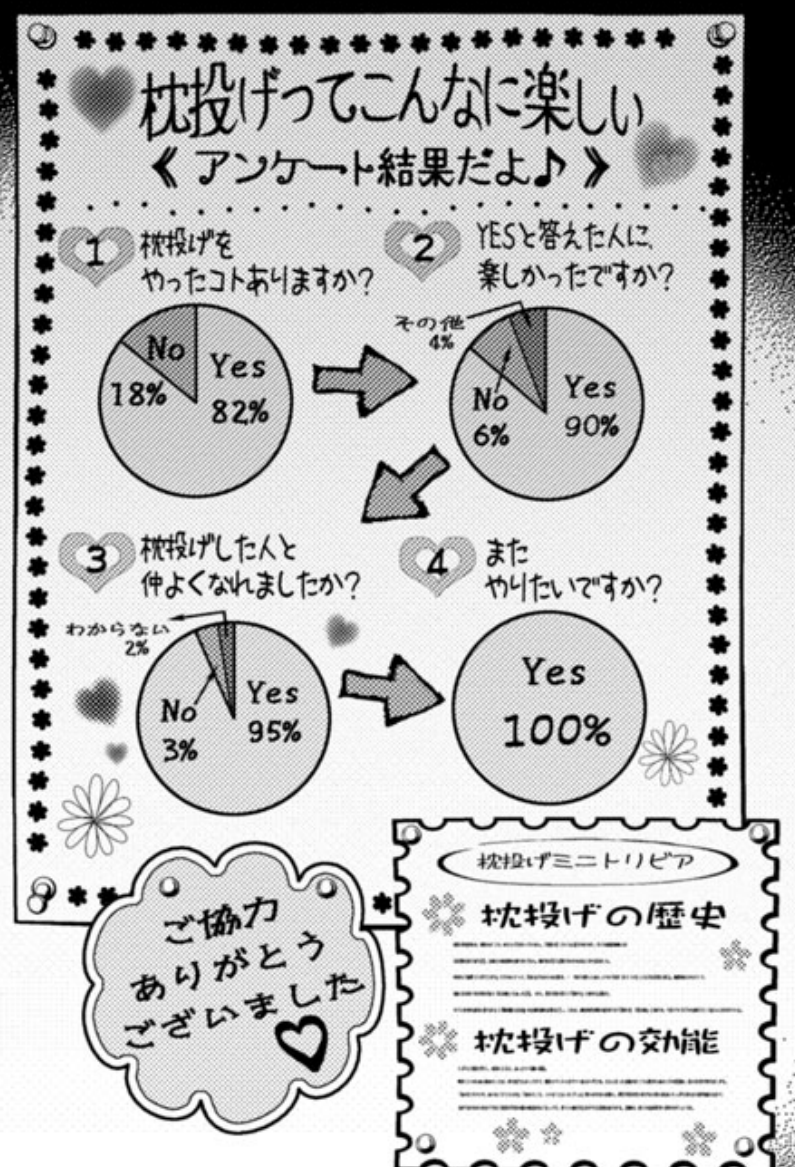 枕投げってこんなに楽しい
《アンケート結果だよ♪》
1
枕投げを
やったコトありますか?
No
18%
Yes
82%
2
YESと答えた人に、
楽しかったですか?
その他
4%
No
6%
Yes
90%
3
枕投げした人と
仲よくなれましたか?
わからない
2%
No
3%
Yes
95%
4
また
やりたいですか?
Yes
100%
ご協力
ありがとう
ございました
枕投げミニトリビア
枕投げの歴史
枕投げの効能